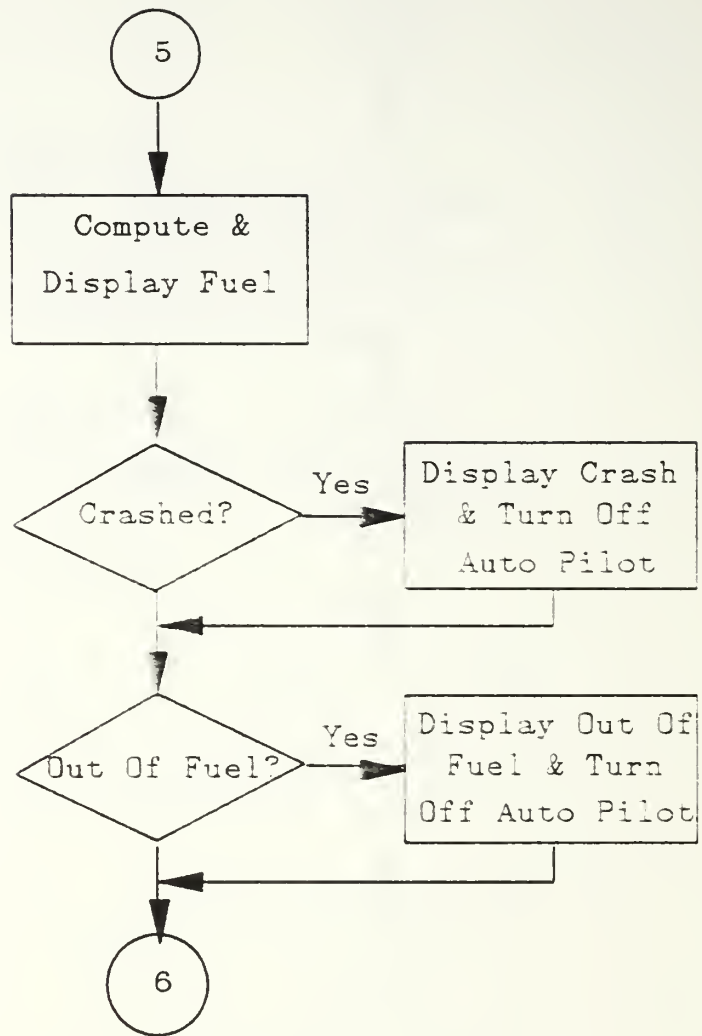 5
Compute &
Display Fuel
Crashed?
Yes
Display Crash
& Turn Off
Auto Pilot
Out Of Fuel?
Yes
Display Out Of
Fuel & Turn
Off Auto Pilot
6